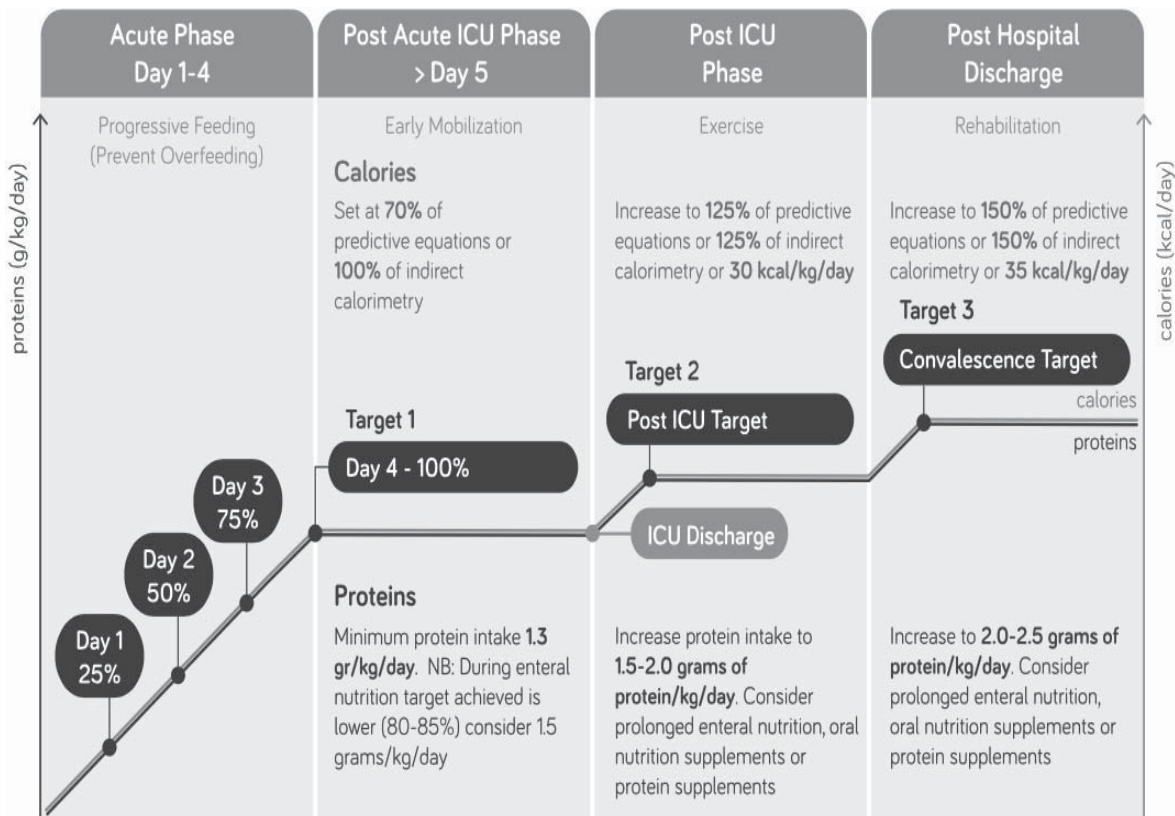 Acute Phase
Day 1-4
Post Acute ICU Phase
> Day 5
Post ICU
Phase
Post Hospital
Discharge
Progressive Feeding
(Prevent Overfeeding)
Early Mobilization
Exercise
Rehabilitation
proteins (g/kg/day)
calories (kcal/day)
Calories
Set at 70% of
predictive equations or
100% of indirect
calorimetry
Increase to 125% of predictive
equations or 125% of indirect
calorimetry or 30 kcal/kg/day
Increase to 150% of predictive
equations or 150% of indirect
calorimetry or 35 kcal/kg/day
Target 3
Convalescence Target
Target 2
Post ICU Target
Target 1
Day 4 - 100%
calories
proteins
Day 3
75%
Day 2
50%
Day 1
25%
ICU Discharge
Proteins
Minimum protein intake 1.3
gr/kg/day. NB: During enteral
nutrition target achieved is
lower (80-85%) consider 1.5
grams/kg/day
Increase protein intake to
1.5-2.0 grams of
protein/kg/day. Consider
prolonged enteral nutrition, oral
nutrition supplements or
protein supplements
Increase to 2.0-2.5 grams of
protein/kg/day. Consider
prolonged enteral nutrition,
oral nutrition supplements or
protein supplements